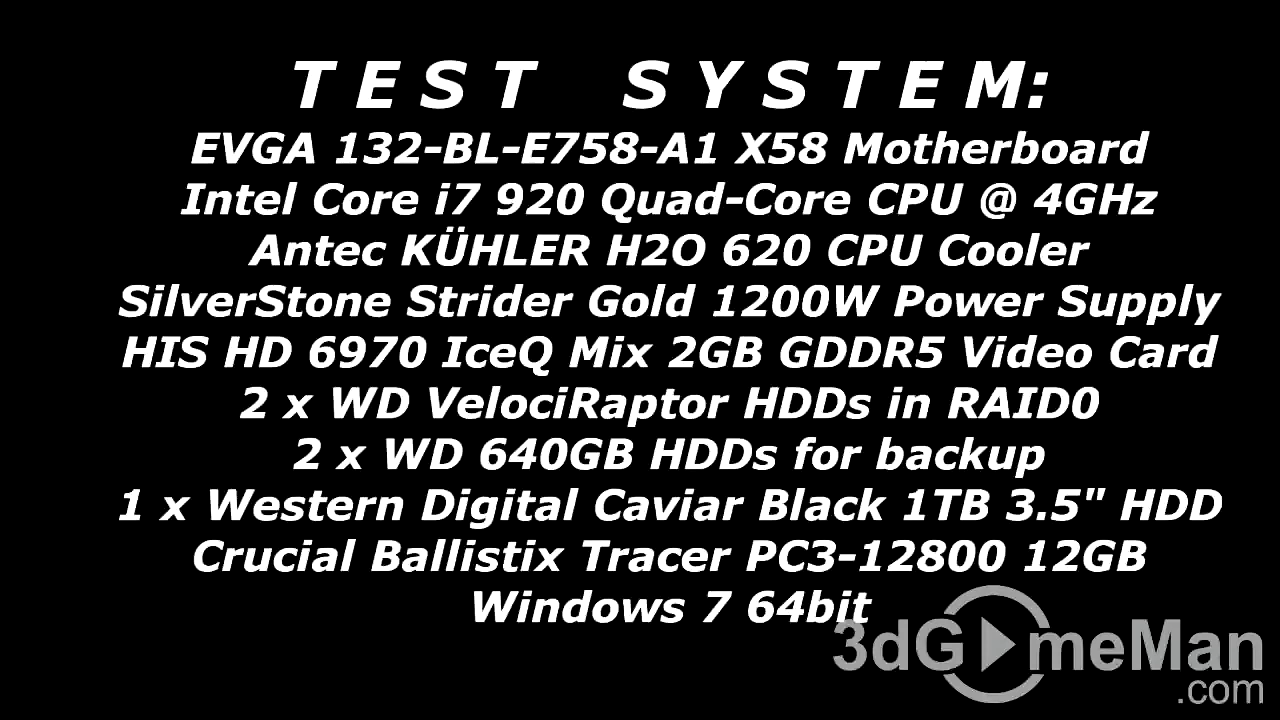 TEST SYSTEM:
EVGA 132-BL-E758-A1 X58 Motherboard
Intel Core i7 920 Quad-Core CPU @ 4GHz
Antec KÜHLER H2O 620 CPU Cooler
SilverStone Strider Gold 1200W Power Supply
HIS HD 6970 IceQ Mix 2GB GDDR5 Video Card
2 x WD VelociRaptor HDDs in RAID0
2 x WD 640GB HDDs for backup
1 x Western Digital Caviar Black 1TB 3.5" HDD
Crucial Ballistix Tracer PC3-12800 12GB
Windows 7 64bit
3dGameMan
.com